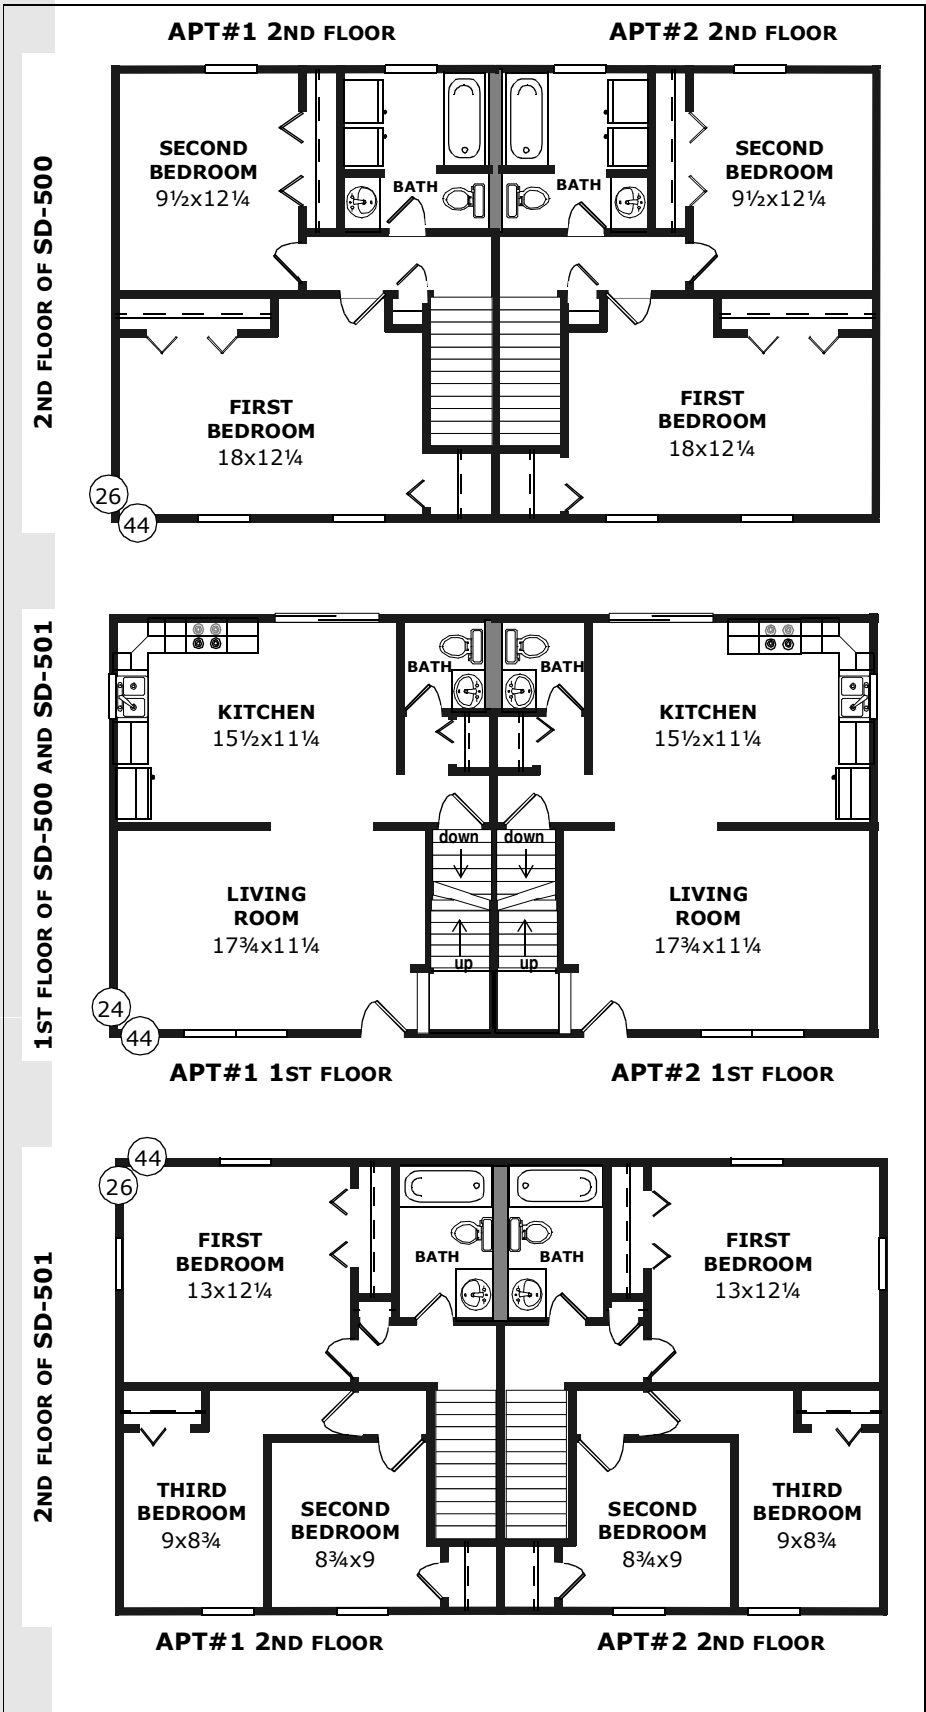 APT#1 2ND FLOOR
APT#2 2ND FLOOR
2ND FLOOR OF SD-500
SECOND
BEDROOM
9½x12¼
BATH
BATH
SECOND
BEDROOM
9½x12¼
FIRST
BEDROOM
18x12¼
FIRST
BEDROOM
18x12¼
26
44
1ST FLOOR OF SD-500 AND SD-501
KITCHEN
15½x11¼
BATH
BATH
KITCHEN
15½x11¼
down
down
LIVING
ROOM
17¾x11¼
up
up
LIVING
ROOM
17¾x11¼
24
44
APT#1 1ST FLOOR
APT#2 1ST FLOOR
44
26
2ND FLOOR OF SD-501
FIRST
BEDROOM
13x12¼
BATH
BATH
FIRST
BEDROOM
13x12¼
THIRD
BEDROOM
9x8¾
SECOND
BEDROOM
8¾x9
SECOND
BEDROOM
8¾x9
THIRD
BEDROOM
9x8¾
APT#1 2ND FLOOR
APT#2 2ND FLOOR